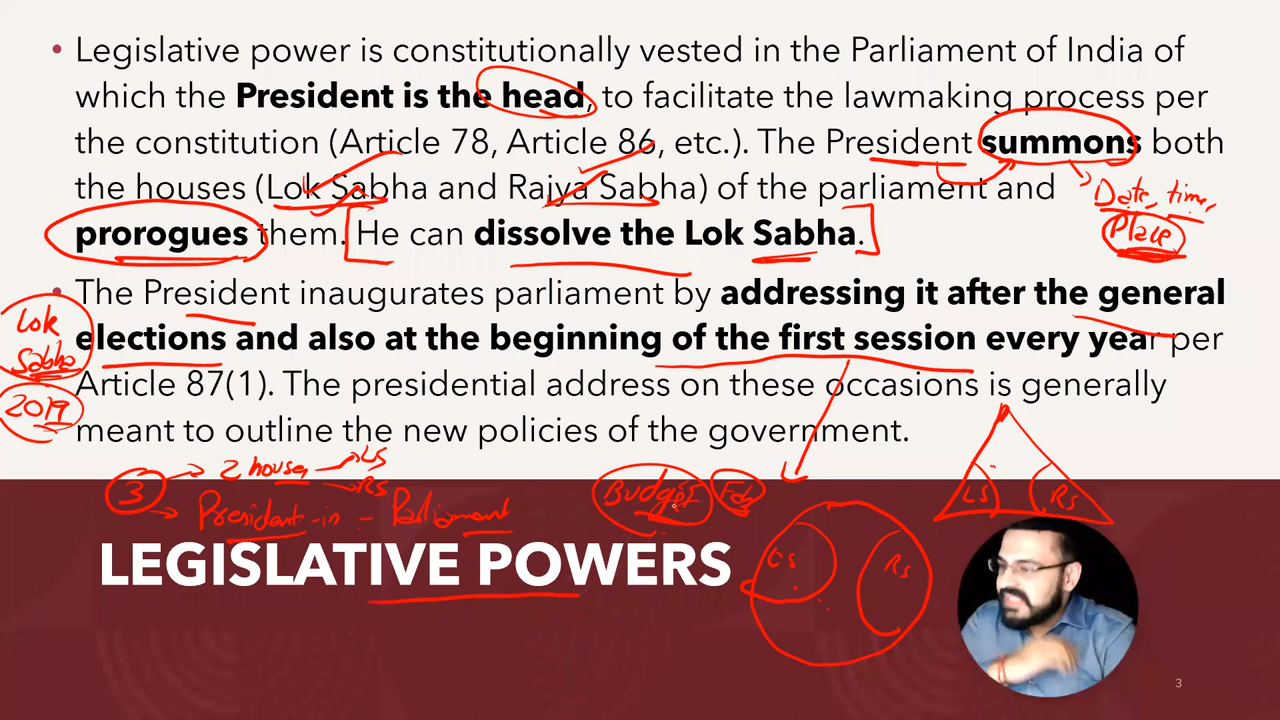 • Legislative power is constitutionally vested in the Parliament of India of
which the President is the head, to facilitate the lawmaking process per
the constitution (Article 78, Article 86, etc.). The President summons both
the houses (Lok Sabha and Rajya Sabha) of the parliament and
Date, time,
prorogues them. He can dissolve the Lok Sabha.
Place
• The President inaugurates parliament by addressing it after the general
Lok
elections and also at the beginning of the first session every year per
Sabha
Article 87(1). The presidential address on these occasions is generally
2019
meant to outline the new policies of the government.
3
2 house
LS
RS
President-in-Parliament
Budget
Feb
LS
RS
LEGISLATIVE POWERS
LS
RS
3